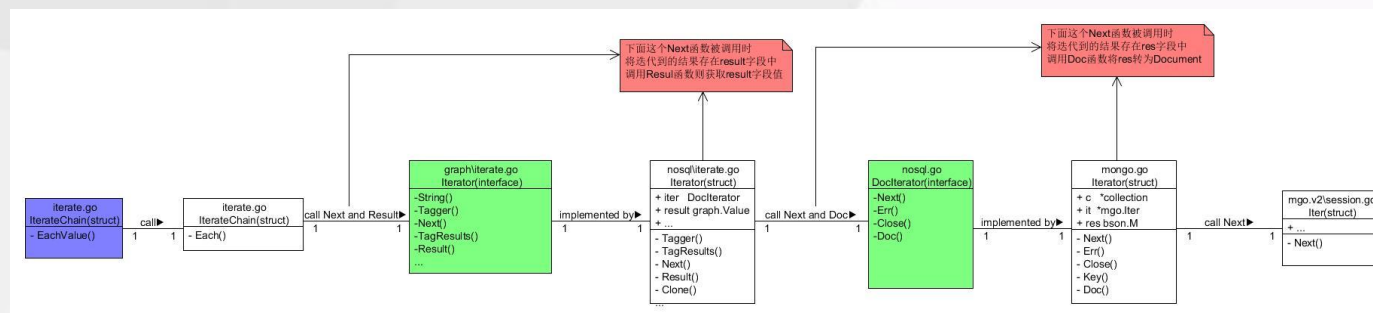 下面这个Next函数被调用时
将迭代到的结果存在result字段中
调用Resul函数则获取result字段值
下面这个Next函数被调用时
将迭代到的结果存在res字段中
调用Doc函数将res转为Document
iterate.go
IterateChain(struct)
- EachValue()
call
1
1
iterate.go
IterateChain(struct)
- Each()
call Next and Result
1
1
graph\iterate.go
Iterator(interface)
-String()
-Tagger()
-Next()
-TagResults()
-Result()
...
implemented by
1
1
nosql\iterate.go
Iterator(struct)
+ iter DocIterator
+ result graph.Value
+ ...
- Tagger()
- TagResults()
- Next()
- Result()
- Clone()
...
call Next and Doc
1
1
nosql.go
DocIterator(interface)
-Next()
-Err()
-Close()
-Doc()
implemented by
1
1
mongo.go
Iterator(struct)
+ c *collection
+ it *mgo.Iter
+ res bson.M
- Next()
- Err()
- Close()
- Key()
- Doc()
call Next
1
1
mgo.v2\session.go
Iter(struct)
+ ...
- Next()